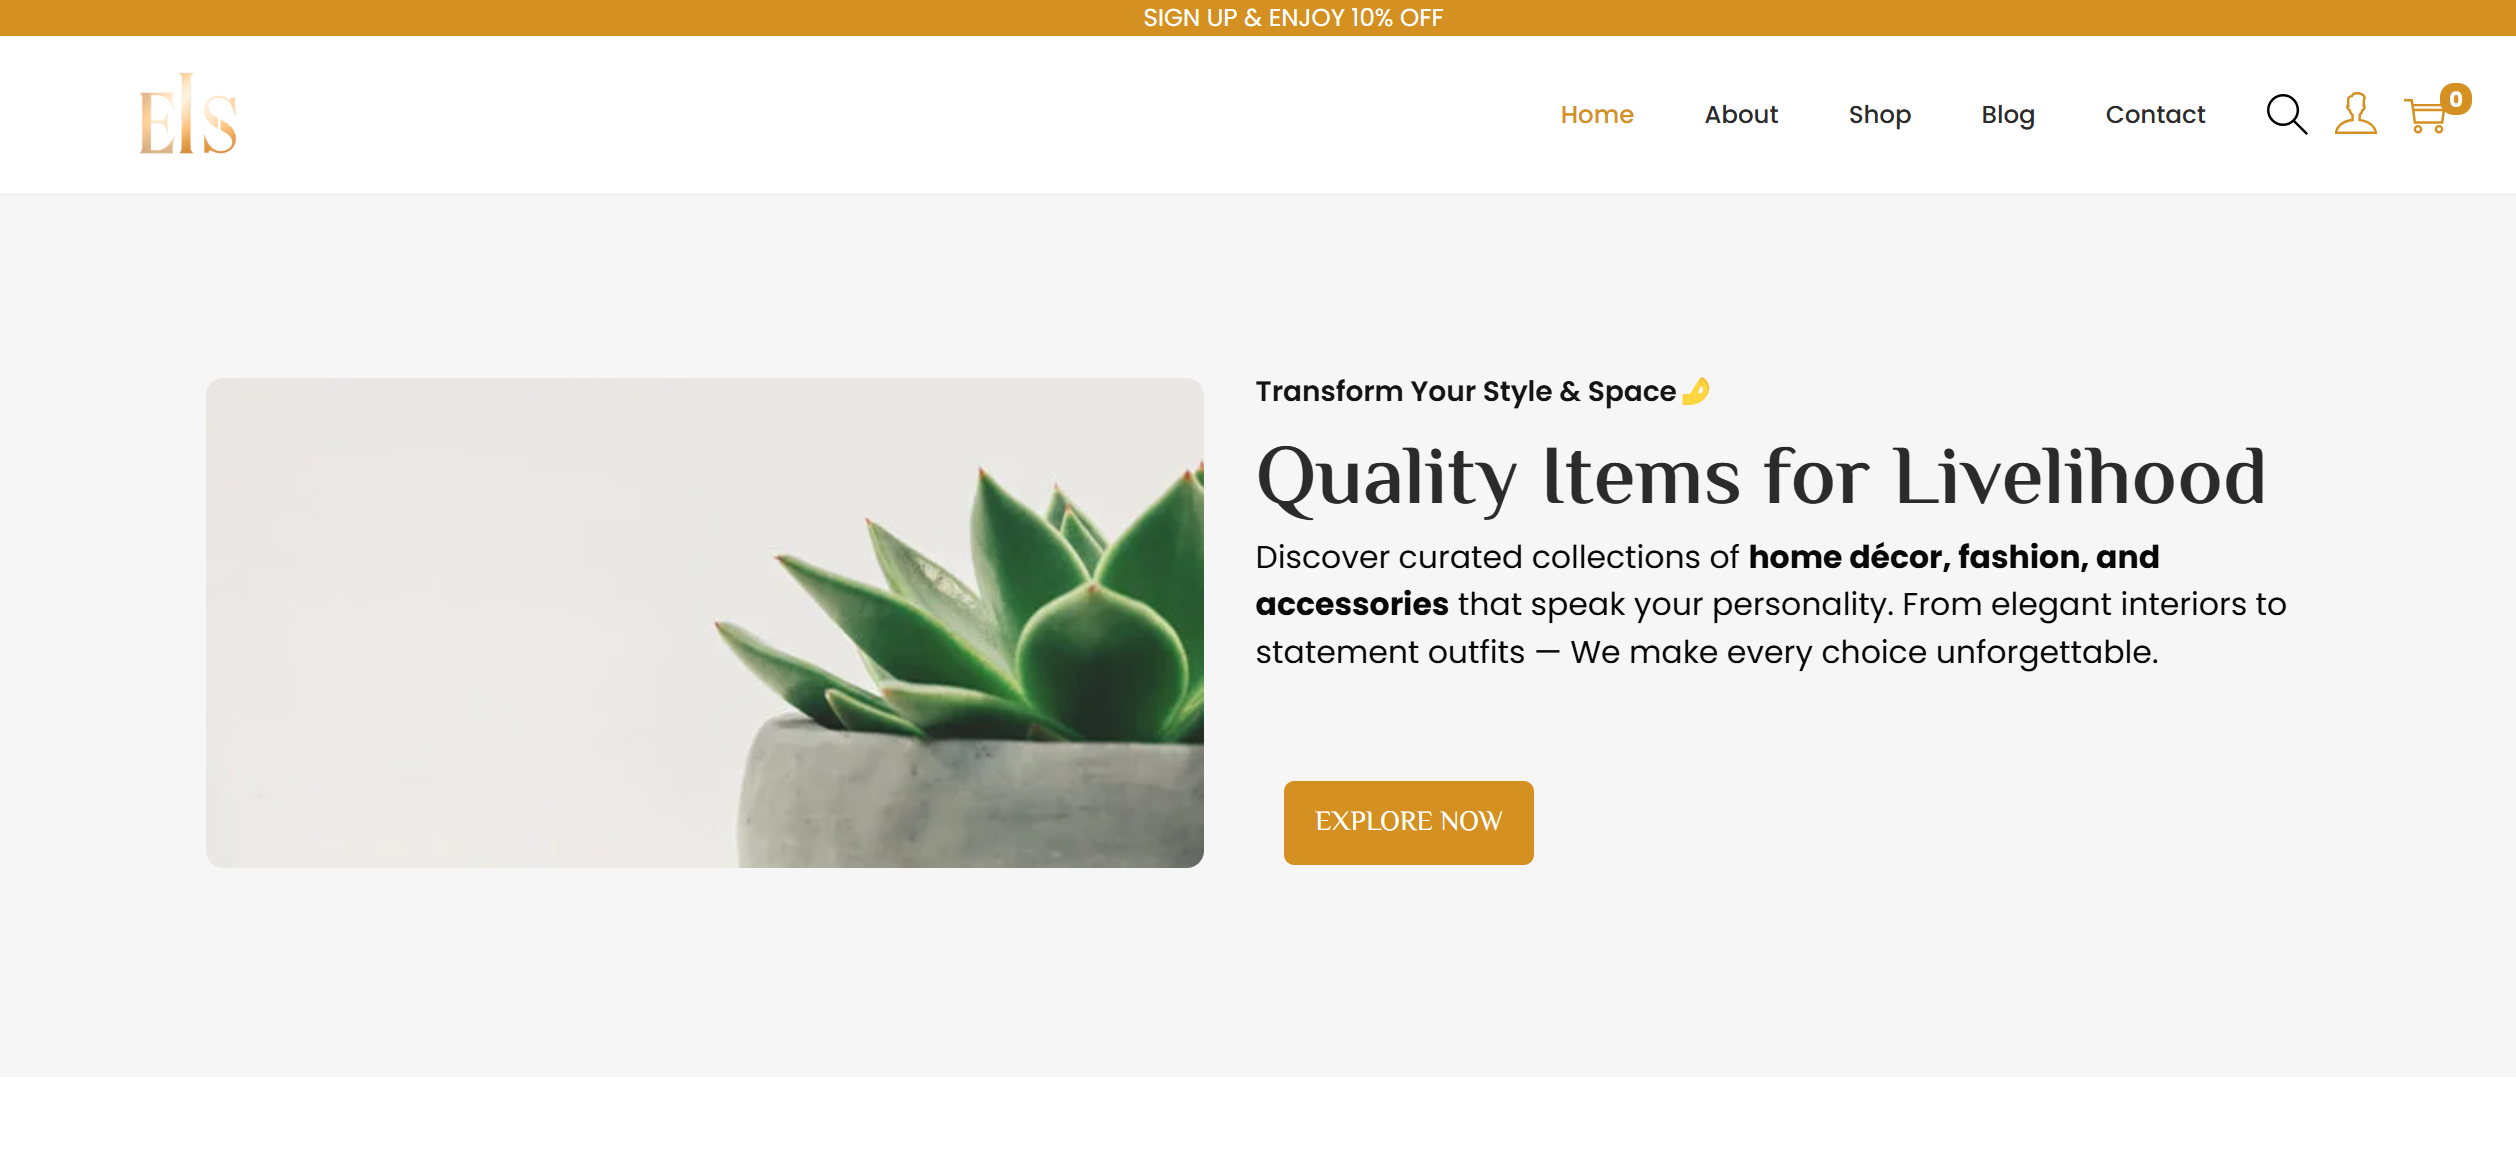 SIGN UP & ENJOY 10% OFF
Els
Home About Shop Blog Contact 0
Transform Your Style & Space
Quality Items for Livelihood
Discover curated collections of home décor, fashion, and
accessories that speak your personality. From elegant interiors to
statement outfits — We make every choice unforgettable.
EXPLORE NOW